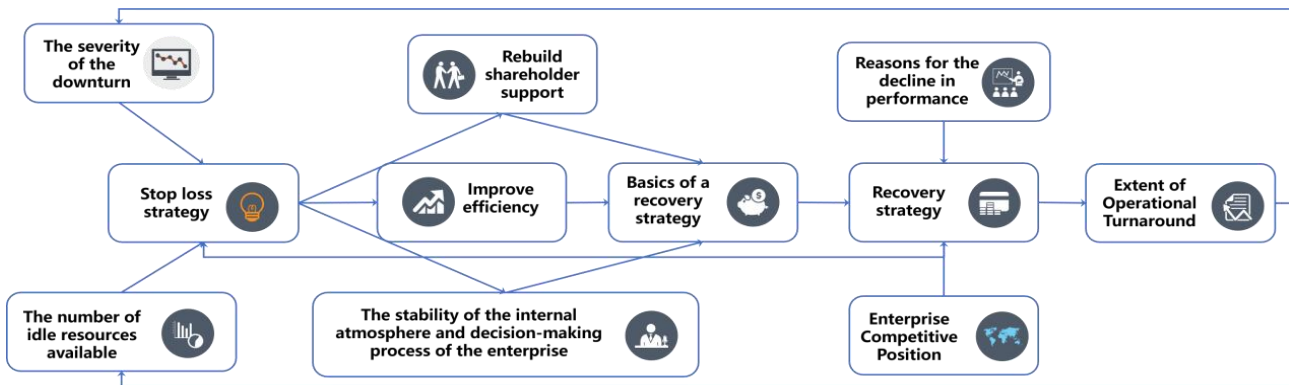 The severity
of the
downturn
Rebuild
shareholder
support
Reasons for the
decline in
performance
Stop loss
strategy
Improve
efficiency
Basics of a
recovery
strategy
$
Recovery
strategy
Extent of
Operational
Turnaround
The number of
idle resources
available
The stability of the internal
atmosphere and decision-making
process of the enterprise
Enterprise
Competitive
Position